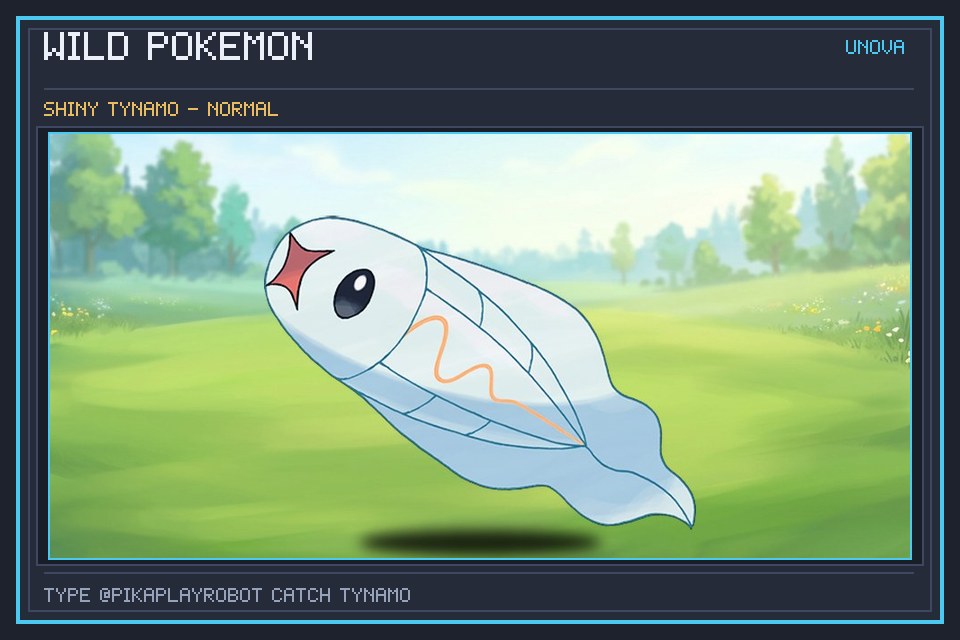 WILD POKEMON
UNOVA
SHINY TYNAMO - NORMAL
TYPE @PIKAPLAYROBOT CATCH TYNAMO